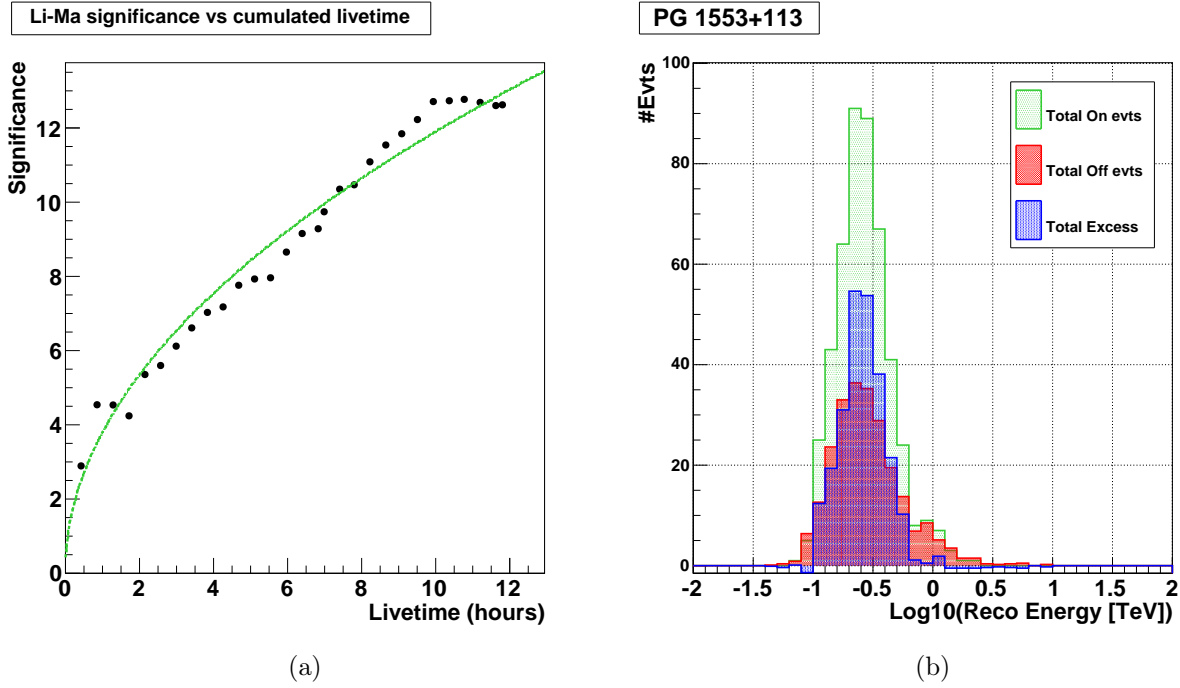 Li-Ma significance vs cumulated livetime
Significance
12
10
8
6
4
2
0
0 2 4 6 8 10 12
Livetime (hours)
(a)
PG 1553+113
#Evts
100
80
60
40
20
0
-2 -1.5 -1 -0.5 0 0.5 1 1.5 2
Log10(Reco Energy [TeV])
Total On evts
Total Off evts
Total Excess
(b)